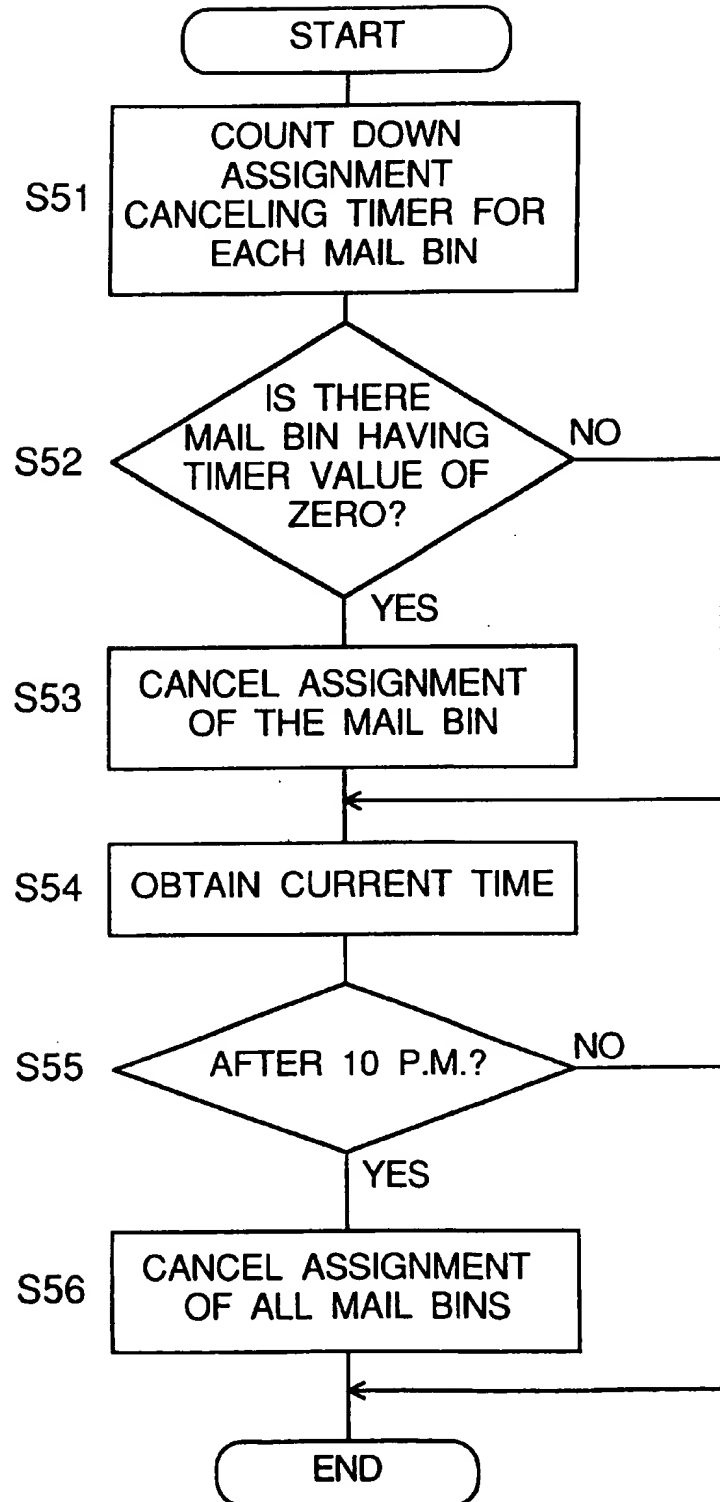 START
S51
COUNT DOWN
ASSIGNMENT
CANCELING TIMER FOR
EACH MAIL BIN
S52
IS THERE
MAIL BIN HAVING
TIMER VALUE OF
ZERO?
NO
YES
S53
CANCEL ASSIGNMENT
OF THE MAIL BIN
S54
OBTAIN CURRENT TIME
S55
AFTER 10 P.M.?
NO
YES
S56
CANCEL ASSIGNMENT
OF ALL MAIL BINS
END